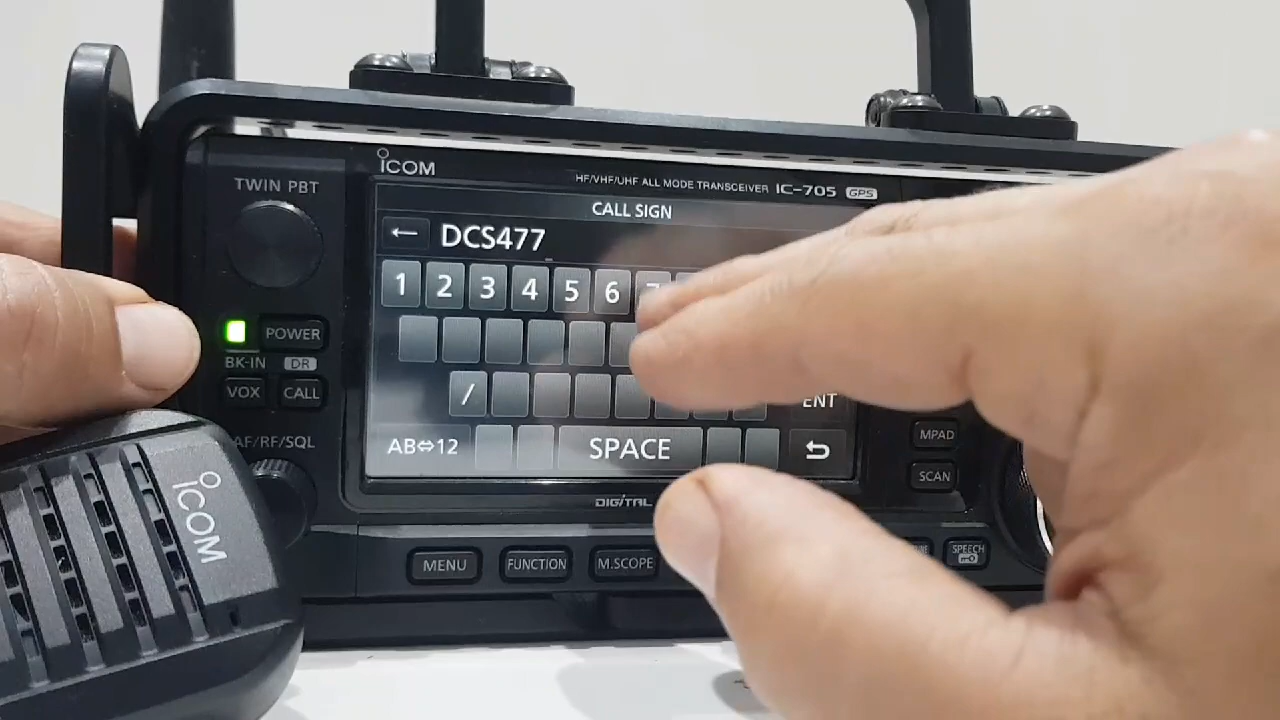 ICOM
HF/VHF/UHF ALL MODE TRANSCEIVER IC-705 GPS
TWIN PBT
CALL SIGN
← DCS477
1 2 3 4 5 6 7
POWER
BK-IN DR
VOX CALL
/
ENT
AF/RF/SQL
AB⇔12 SPACE
MPAD
SCAN
DIGITAL
ICOM
MENU FUNCTION M.SCOPE
SPEECH